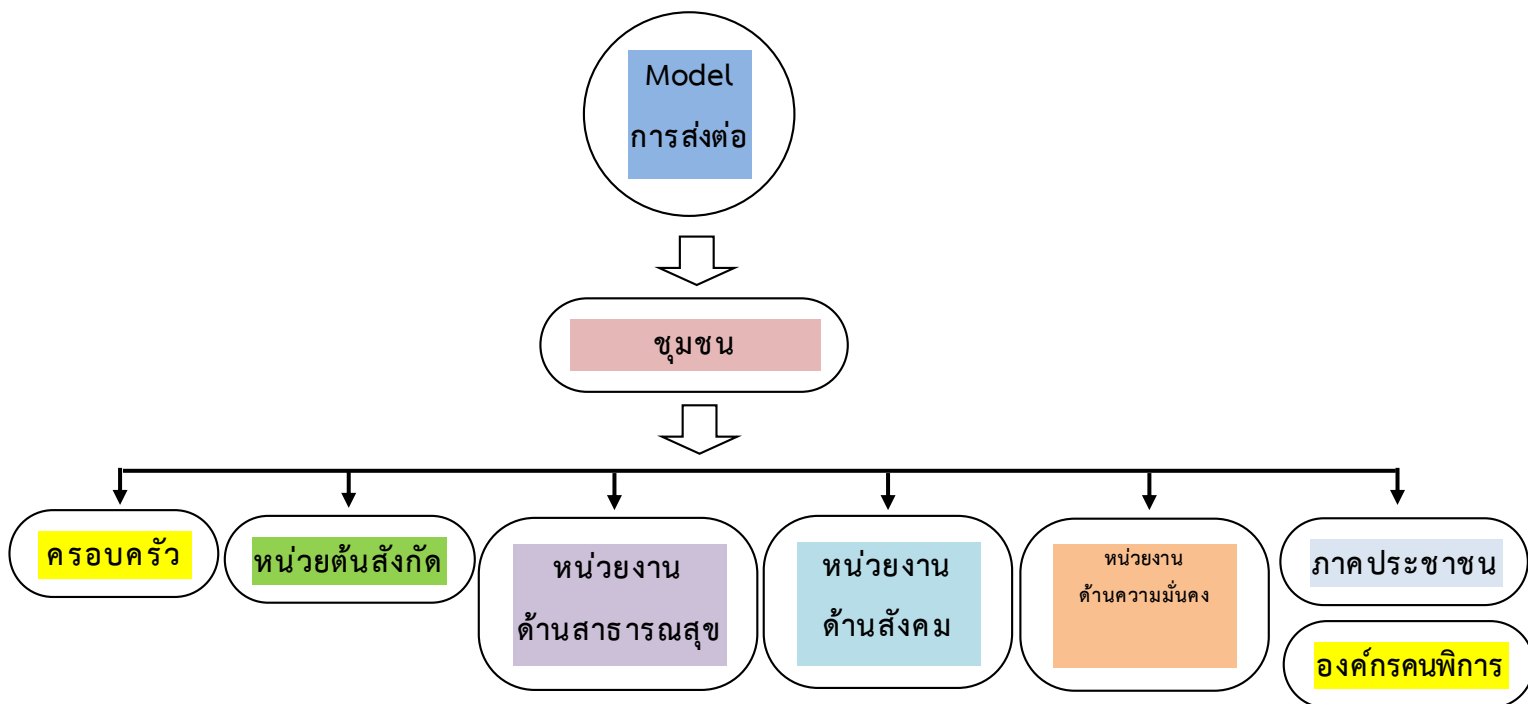 Model
การส่งต่อ
ชุมชน
ครอบครัว
หน่วยต้นสังกัด
หน่วยงาน
ด้านสาธารณสุข
หน่วยงาน
ด้านสังคม
หน่วยงาน
ด้านความมั่นคง
ภาคประชาชน
องค์กรคนพิการ